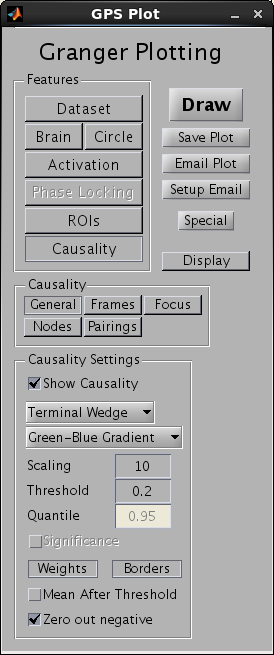 GPS Plot
Granger Plotting
Features
Dataset
Brain Circle
Activation
Phase Locking
ROIs
Causality
Draw
Save Plot
Email Plot
Setup Email
Special
Display
Causality
General Frames Focus
Nodes Pairings
Causality Settings
Show Causality
Terminal Wedge
Green-Blue Gradient
Scaling 10
Threshold 0.2
Quantile 0.95
Significance
Weights Borders
Mean After Threshold
Zero out negative